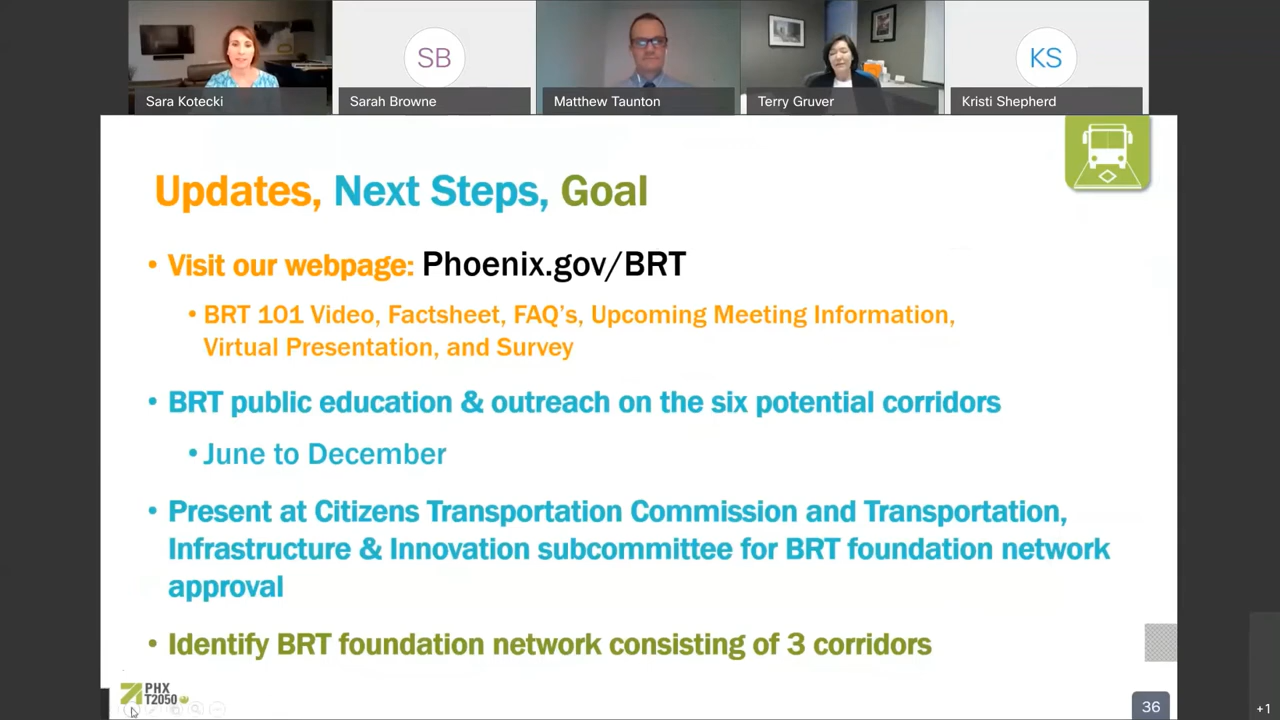 SB
KS
Sara Kotecki
Sarah Browne
Matthew Taunton
Terry Gruver
Kristi Shepherd
Updates, Next Steps, Goal
• Visit our webpage: Phoenix.gov/BRT
• BRT 101 Video, Factsheet, FAQ's, Upcoming Meeting Information,
Virtual Presentation, and Survey
• BRT public education & outreach on the six potential corridors
• June to December
• Present at Citizens Transportation Commission and Transportation,
Infrastructure & Innovation subcommittee for BRT foundation network
approval
• Identify BRT foundation network consisting of 3 corridors
PHX
T2050
36
+1